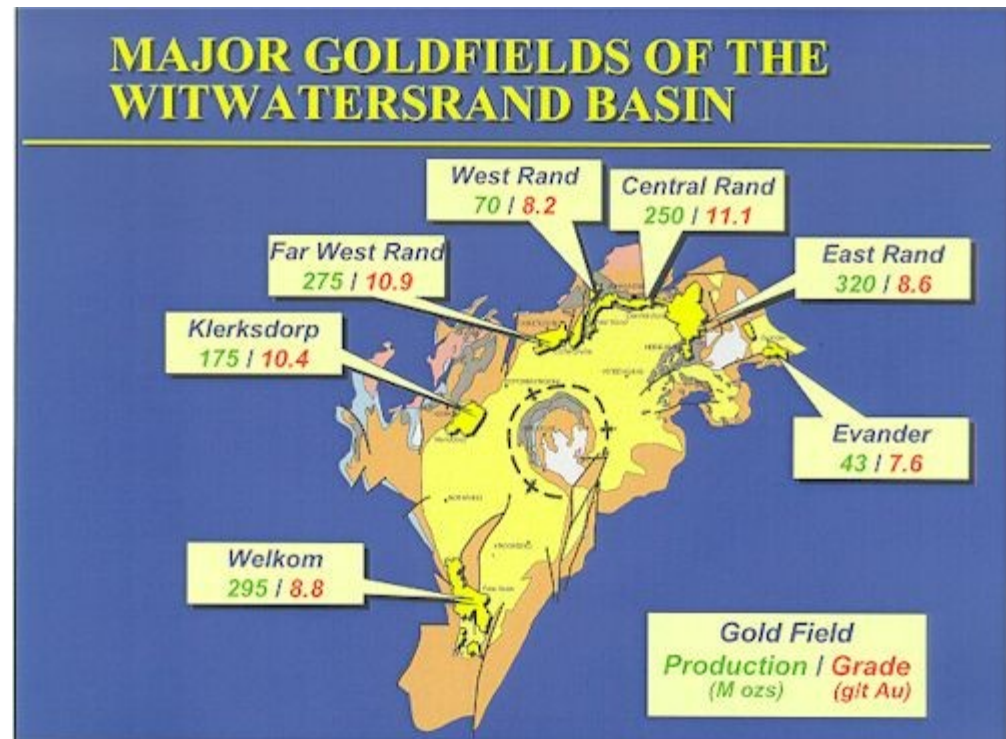 MAJOR GOLDFIELDS OF THE
WITWATERSRAND BASIN
West Rand
70 / 8.2
Central Rand
250 / 11.1
Far West Rand
275 / 10.9
East Rand
320 / 8.6
Klerksdorp
175 / 10.4
Evander
43 / 7.6
Welkom
295 / 8.8
Gold Field
Production / Grade
(M ozs) (g/t Au)